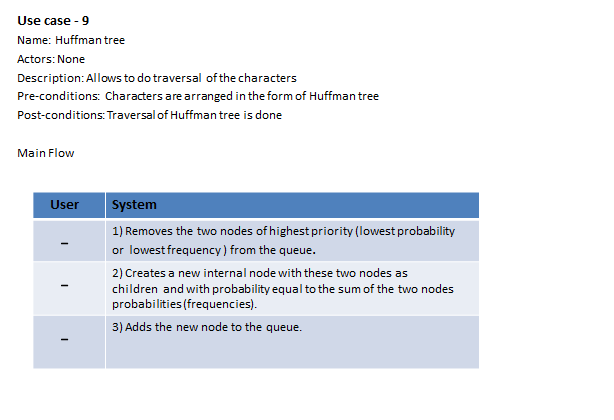 Use case - 9
Name: Huffman tree
Actors: None
Description: Allows to do traversal of the characters
Pre-conditions: Characters are arranged in the form of Huffman tree
Post-conditions: Traversal of Huffman tree is done
Main Flow
User System
– 1) Removes the two nodes of highest priority (lowest probability
or lowest frequency ) from the queue.
– 2) Creates a new internal node with these two nodes as
children and with probability equal to the sum of the two nodes
probabilities (frequencies).
– 3) Adds the new node to the queue.